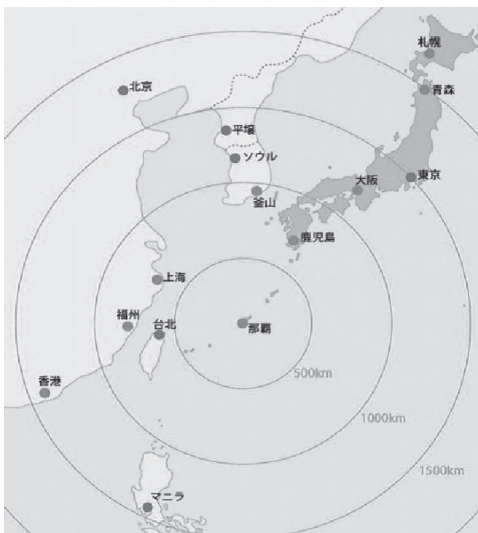 札幌
北京
青森
平壌
ソウル
大阪
東京
釜山
鹿児島
上海
福州
台北
那覇
500km
香港
1000km
1500km
マニラ